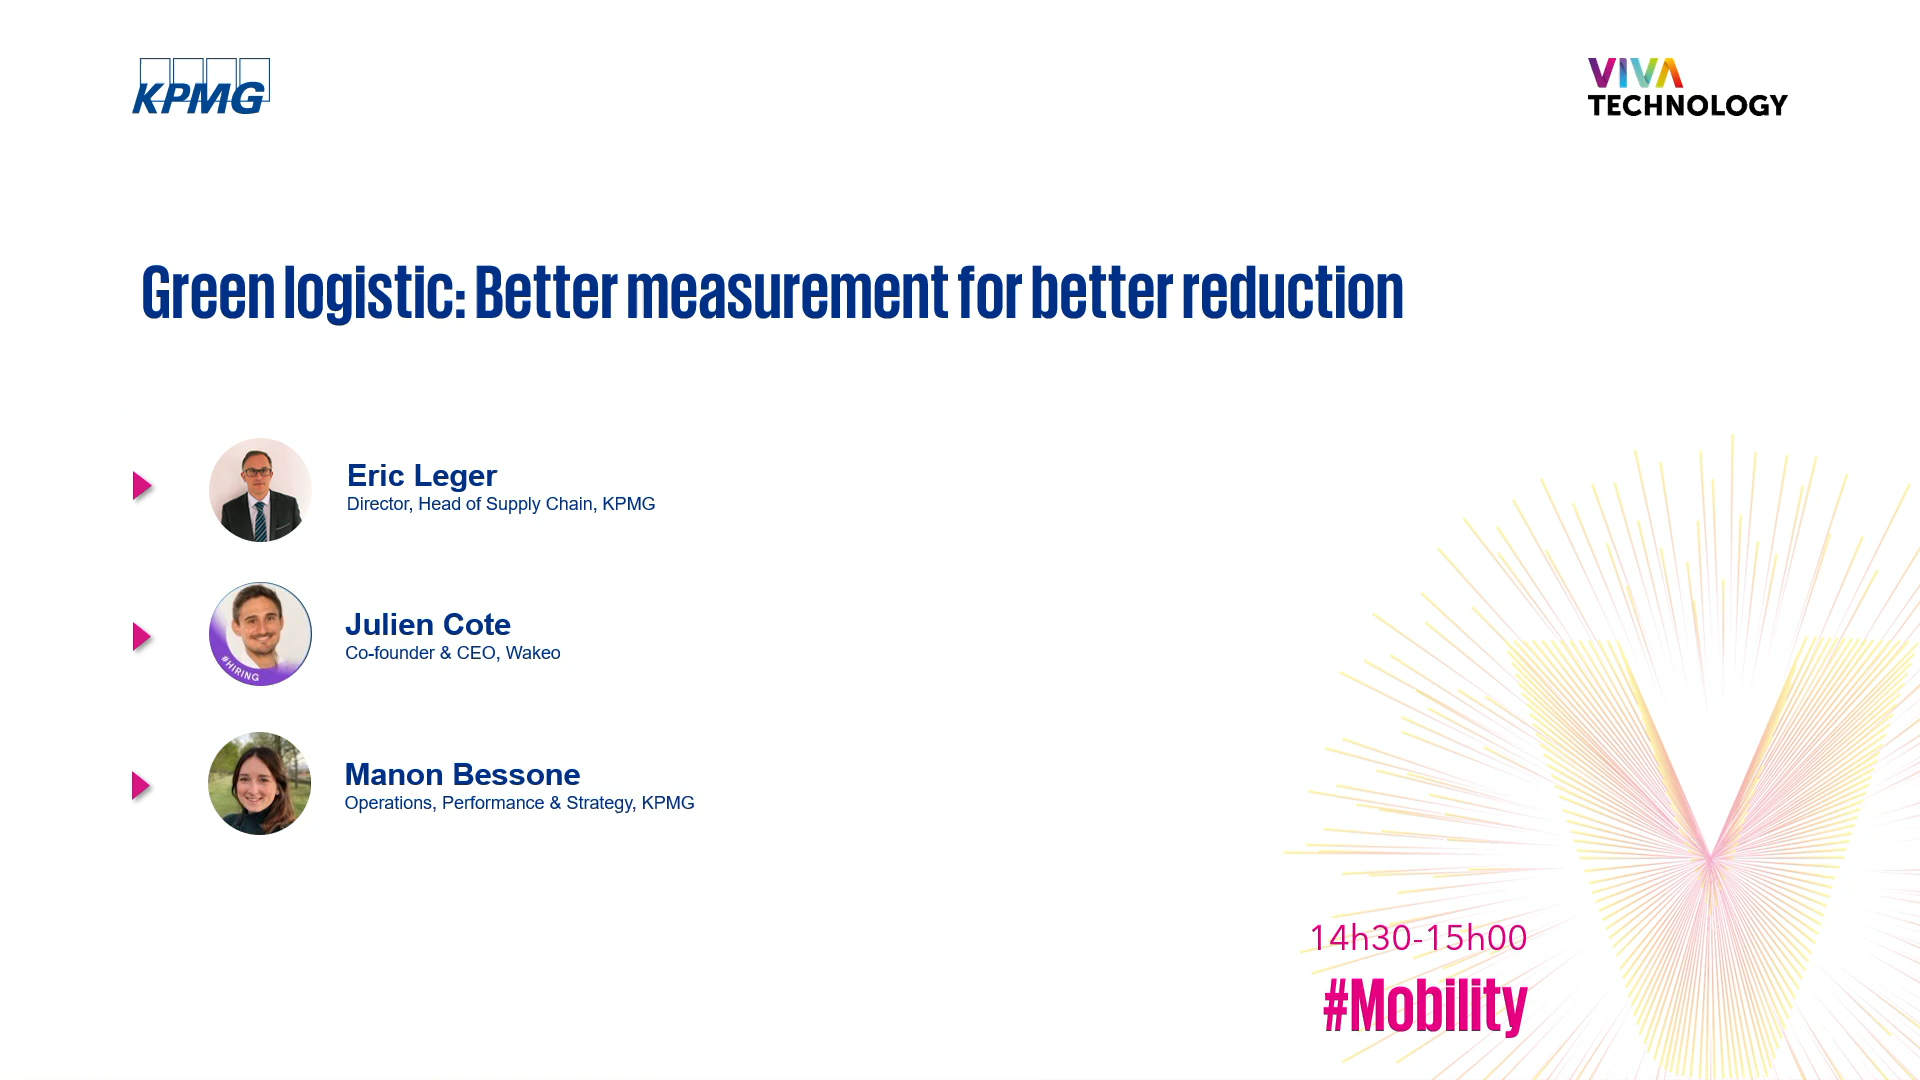 KPMG
VIVA
TECHNOLOGY
Green logistic: Better measurement for better reduction
Eric Leger
Director, Head of Supply Chain, KPMG
#HIRING
Julien Cote
Co-founder & CEO, Wakeo
Manon Bessone
Operations, Performance & Strategy, KPMG
14h30-15h00
#Mobility